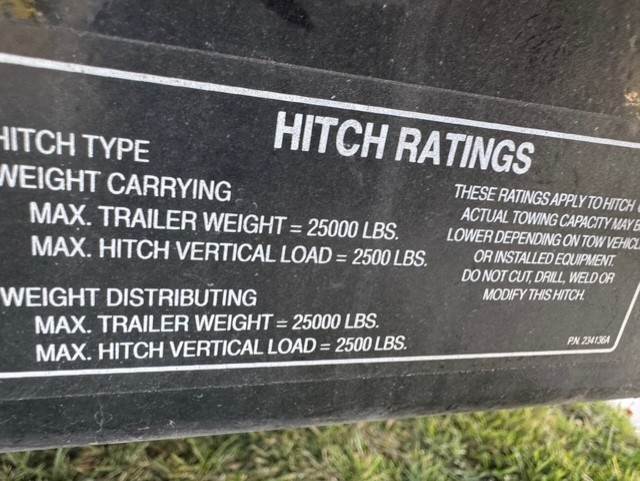 HITCH RATINGS
HITCH TYPE
WEIGHT CARRYING
MAX. TRAILER WEIGHT = 25000 LBS.
MAX. HITCH VERTICAL LOAD = 2500 LBS.
WEIGHT DISTRIBUTING
MAX. TRAILER WEIGHT = 25000 LBS.
MAX. HITCH VERTICAL LOAD = 2500 LBS.
THESE RATINGS APPLY TO HITCH
ACTUAL TOWING CAPACITY MAY B
LOWER DEPENDING ON TOW VEHICL
OR INSTALLED EQUIPMENT.
DO NOT CUT, DRILL, WELD OR
MODIFY THIS HITCH.
P.N. 234136A